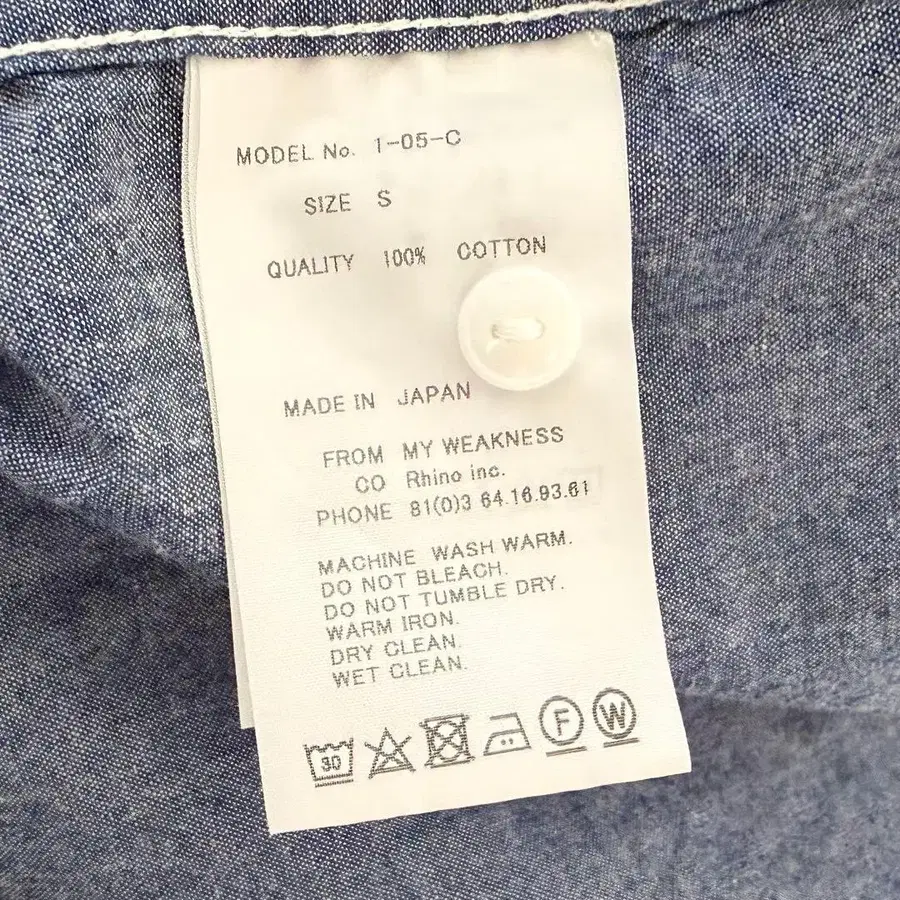 MODEL No. 1-05-C
SIZE S
QUALITY 100% COTTON
MADE IN JAPAN
FROM MY WEAKNESS
CO Rhino inc.
PHONE 81(0)3 64.16.93.61
MACHINE WASH WARM.
DO NOT BLEACH.
DO NOT TUMBLE DRY.
WARM IRON.
DRY CLEAN.
WET CLEAN.
30 F W